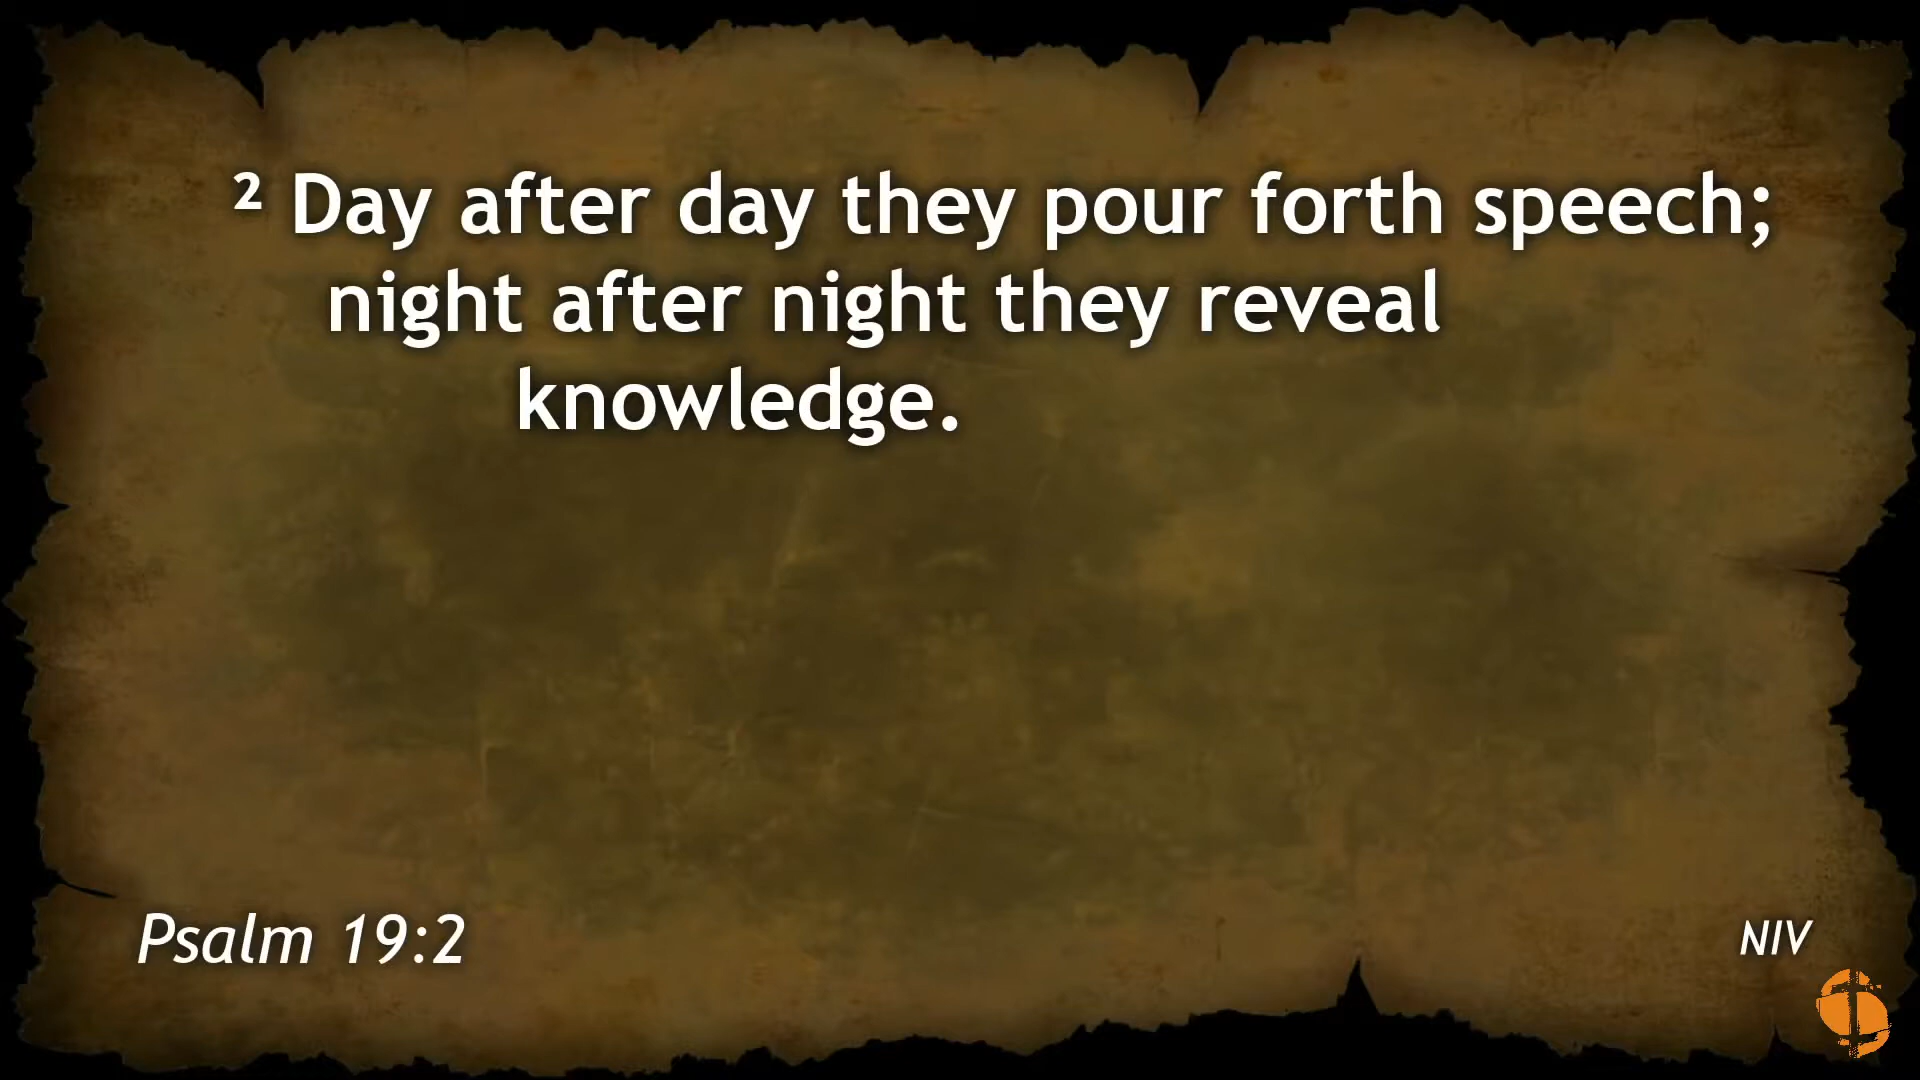 ² Day after day they pour forth speech;
night after night they reveal
knowledge.
Psalm 19:2
NIV